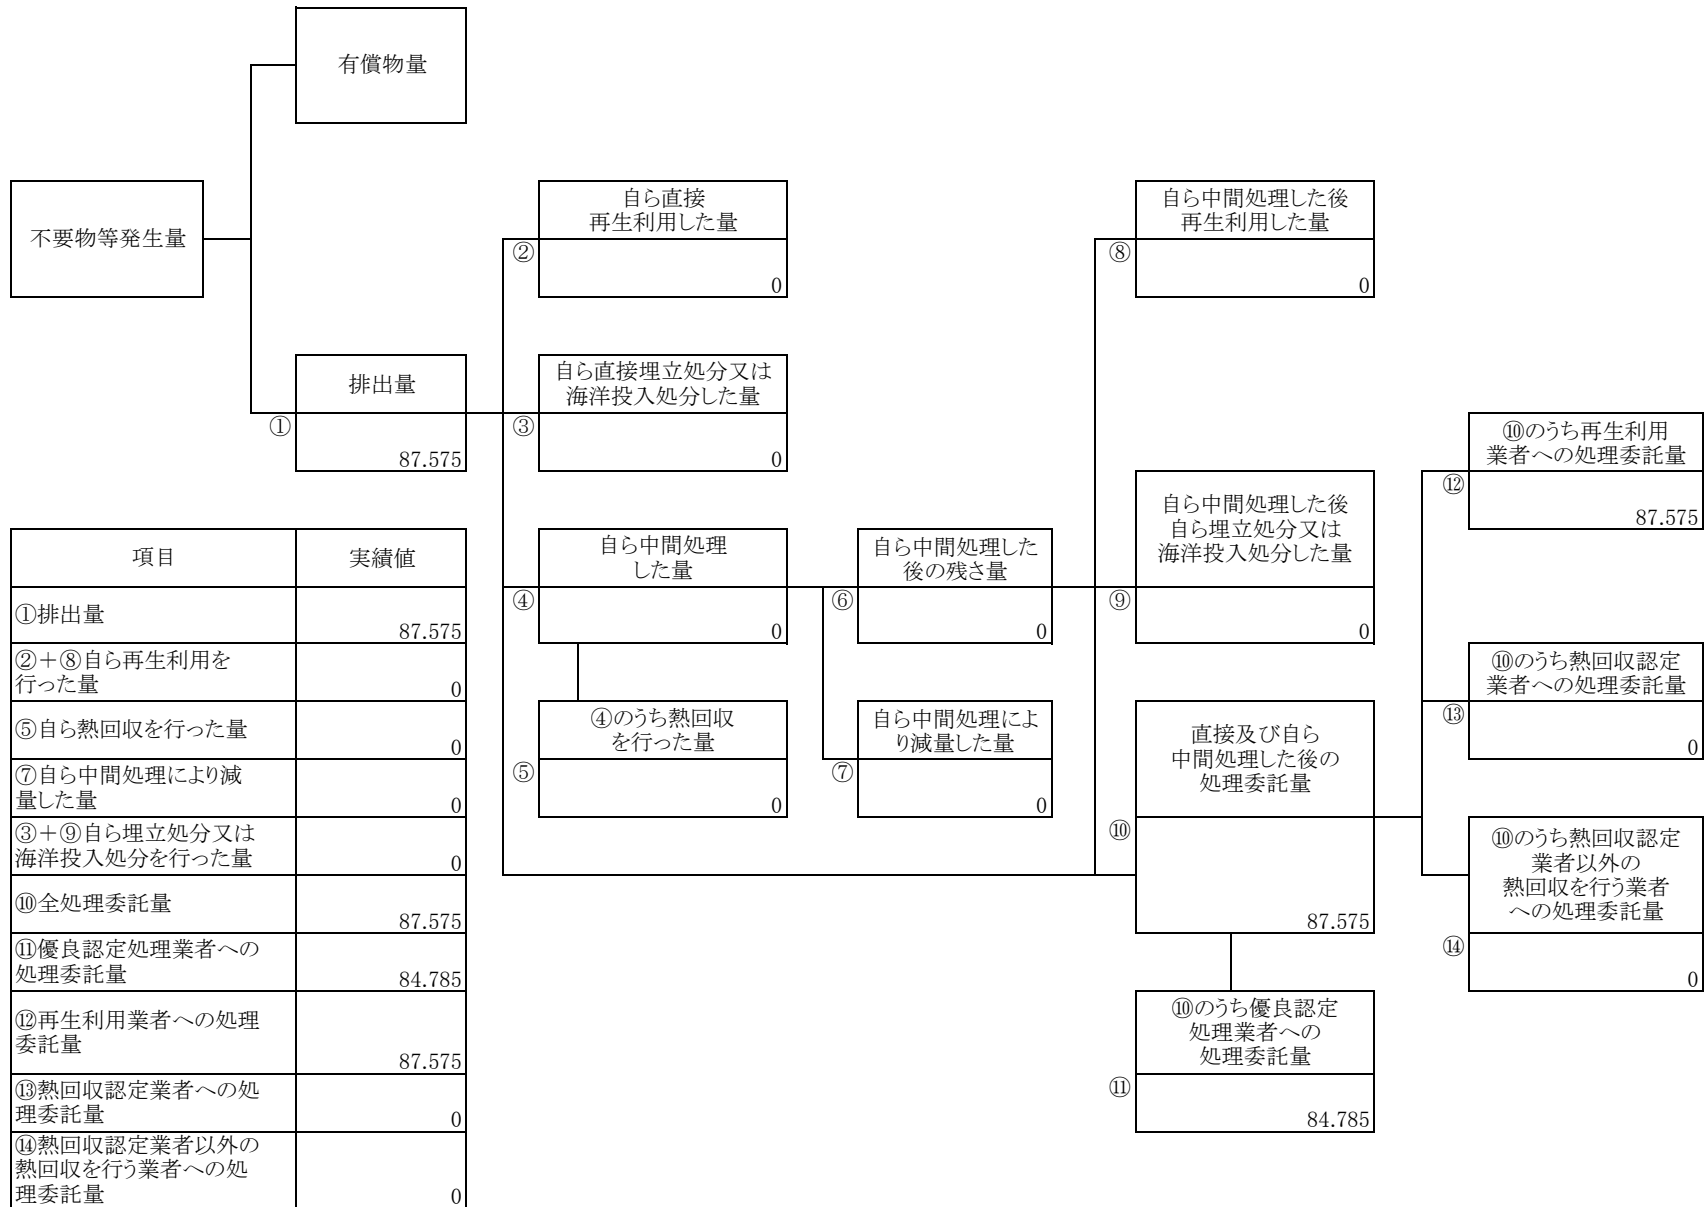 有償物量
不要物等発生量
自ら直接
再生利用した量
②
0
自ら中間処理した後
再生利用した量
⑧
0
排出量
①
87.575
自ら直接埋立処分又は
海洋投入処分した量
③
0
⑩のうち再生利用
業者への処理委託量
⑫
87.575
自ら中間処理
した量
④
0
自ら中間処理した
後の残さ量
⑥
0
自ら中間処理した後
自ら埋立処分又は
海洋投入処分した量
⑨
0
⑩のうち熱回収認定
業者への処理委託量
⑬
0
④のうち熱回収
を行った量
⑤
0
自ら中間処理によ
り減量した量
⑦
0
直接及び自ら
中間処理した後の
処理委託量
⑩
87.575
⑩のうち熱回収認定
業者以外の
熱回収を行う業者
への処理委託量
⑭
0
⑩のうち優良認定
処理業者への
処理委託量
⑪
84.785
項目 実績値
①排出量
87.575
②+⑧自ら再生利用を
行った量
0
⑤自ら熱回収を行った量
0
⑦自ら中間処理により減
量した量
0
③+⑨自ら埋立処分又は
海洋投入処分を行った量
0
⑩全処理委託量
87.575
⑪優良認定処理業者への
処理委託量
84.785
⑫再生利用業者への処理
委託量
87.575
⑬熱回収認定業者への処
理委託量
0
⑭熱回収認定業者以外の
熱回収を行う業者への処
理委託量
0